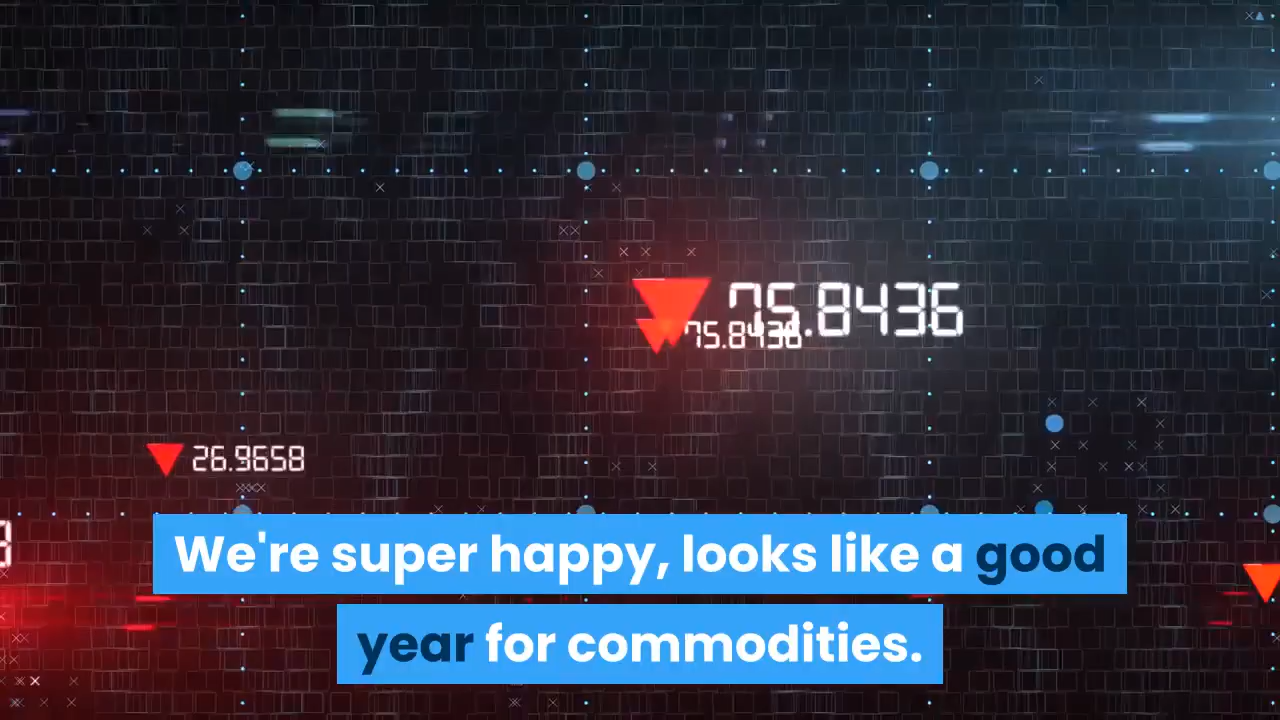 75.8436
75.8436
26.9658
We're super happy, looks like a good
year for commodities.